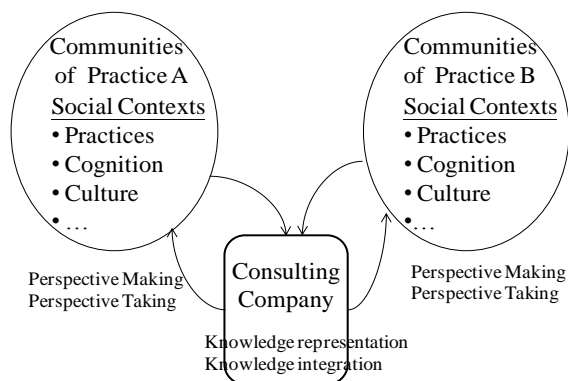 Communities
of Practice A
Social Contexts
• Practices
• Cognition
• Culture
• ...
Communities
of Practice B
Social Contexts
• Practices
• Cognition
• Culture
• ...
Perspective Making
Perspective Taking
Consulting
Company
Knowledge representation
Knowledge integration
Perspective Making
Perspective Taking